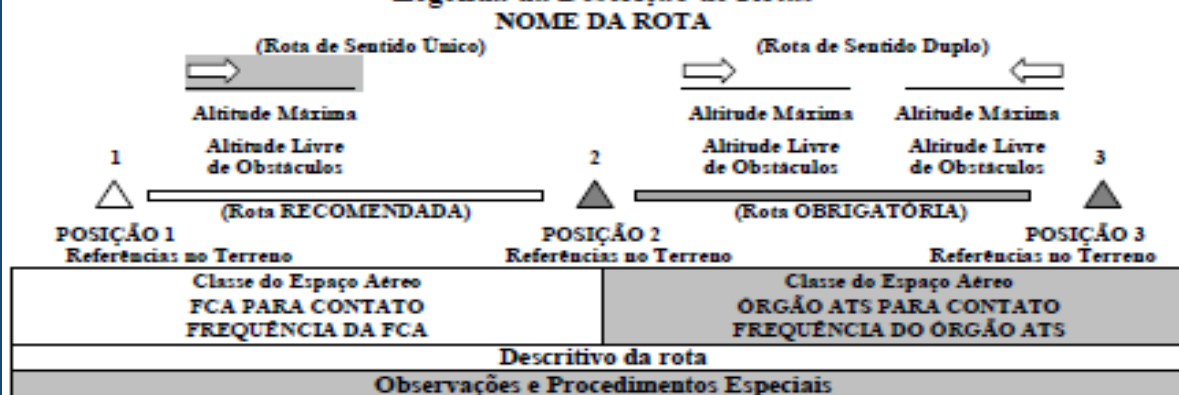 NOME DA ROTA
(Rota de Sentido Único)
(Rota de Sentido Duplo)
Altitude Máxima
Altitude Máxima
Altitude Máxima
1
Altitude Livre
de Obstáculos
2
Altitude Livre
de Obstáculos
Altitude Livre
de Obstáculos
3
(Rota RECOMENDADA)
(Rota OBRIGATÓRIA)
POSIÇÃO 1
Referências no Terreno
POSIÇÃO 2
Referências no Terreno
POSIÇÃO 3
Referências no Terreno
Classe do Espaço Aéreo
FCA PARA CONTATO
FREQUÊNCIA DA FCA
Classe do Espaço Aéreo
ÓRGÃO ATS PARA CONTATO
FREQUÊNCIA DO ÓRGÃO ATS
Descritivo da rota
Observações e Procedimentos Especiais